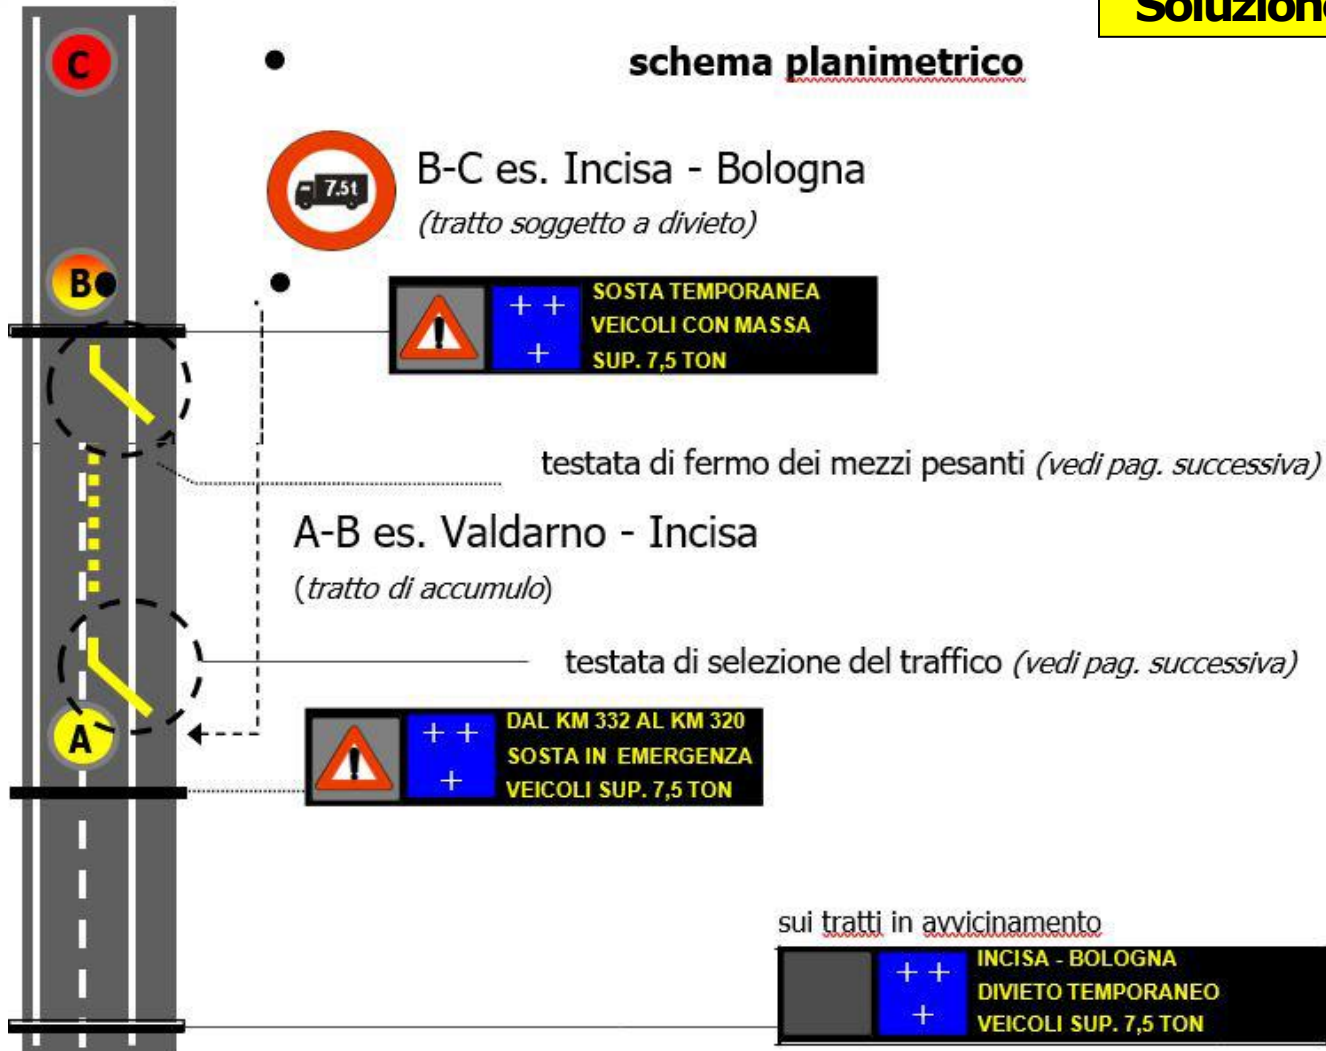 Soluzione
schema planimetrico
C
7,5t
B-C es. Incisa - Bologna
(tratto soggetto a divieto)
B
SOSTA TEMPORANEA
VEICOLI CON MASSA
SUP. 7,5 TON
testata di fermo dei mezzi pesanti (vedi pag. successiva)
A-B es. Valdarno - Incisa
(tratto di accumulo)
testata di selezione del traffico (vedi pag. successiva)
A
DAL KM 332 AL KM 320
SOSTA IN EMERGENZA
VEICOLI SUP. 7,5 TON
sui tratti in avvicinamento
INCISA - BOLOGNA
DIVIETO TEMPORANEO
VEICOLI SUP. 7,5 TON